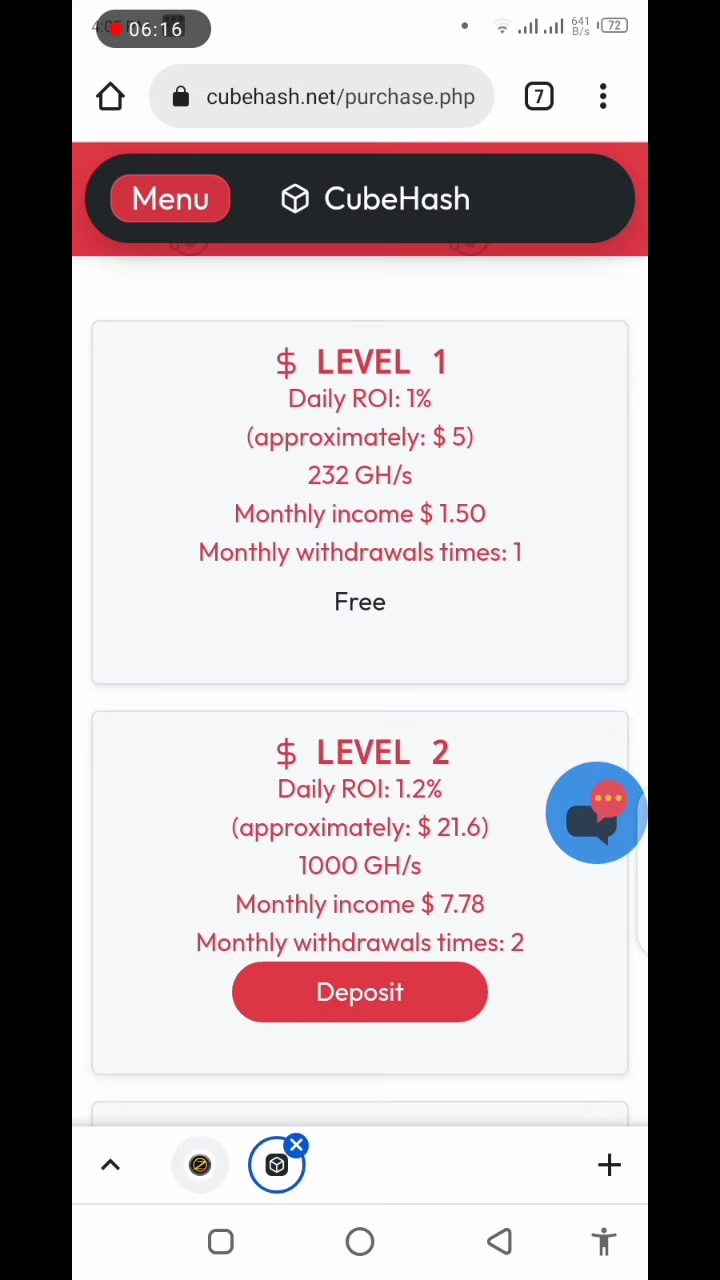 06:16
641
B/s
72
cubehash.net/purchase.php
7
Menu
CubeHash
$ LEVEL 1
Daily ROI: 1%
(approximately: $ 5)
232 GH/s
Monthly income $ 1.50
Monthly withdrawals times: 1
Free
$ LEVEL 2
Daily ROI: 1.2%
(approximately: $ 21.6)
1000 GH/s
Monthly income $ 7.78
Monthly withdrawals times: 2
Deposit